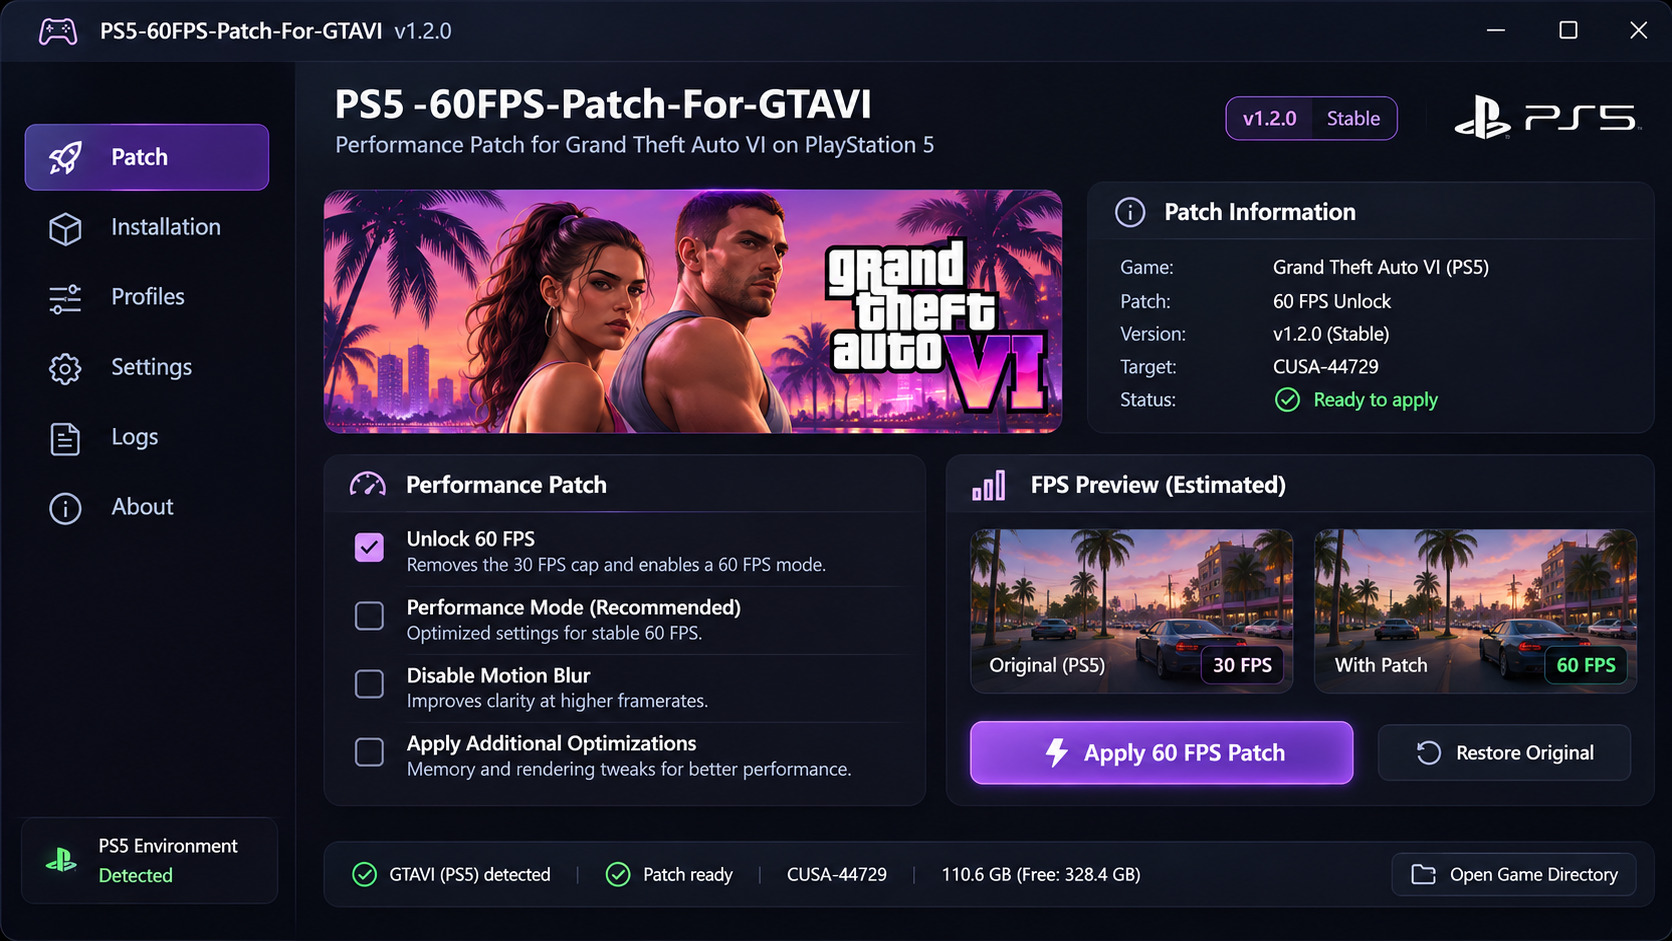 PS5-60FPS-Patch-For-GTAVI v1.2.0
Patch
Installation
Profiles
Settings
Logs
About
PS5 Environment
Detected
PS5 -60FPS-Patch-For-GTAVI
Performance Patch for Grand Theft Auto VI on PlayStation 5
v1.2.0 Stable
PS5
grand
theft
auto VI
Patch Information
Game: Grand Theft Auto VI (PS5)
Patch: 60 FPS Unlock
Version: v1.2.0 (Stable)
Target: CUSA-44729
Status: Ready to apply
Performance Patch
Unlock 60 FPS
Removes the 30 FPS cap and enables a 60 FPS mode.
Performance Mode (Recommended)
Optimized settings for stable 60 FPS.
Disable Motion Blur
Improves clarity at higher framerates.
Apply Additional Optimizations
Memory and rendering tweaks for better performance.
FPS Preview (Estimated)
Original (PS5) 30 FPS
With Patch 60 FPS
Apply 60 FPS Patch
Restore Original
GTAVI (PS5) detected
Patch ready
CUSA-44729
110.6 GB (Free: 328.4 GB)
Open Game Directory